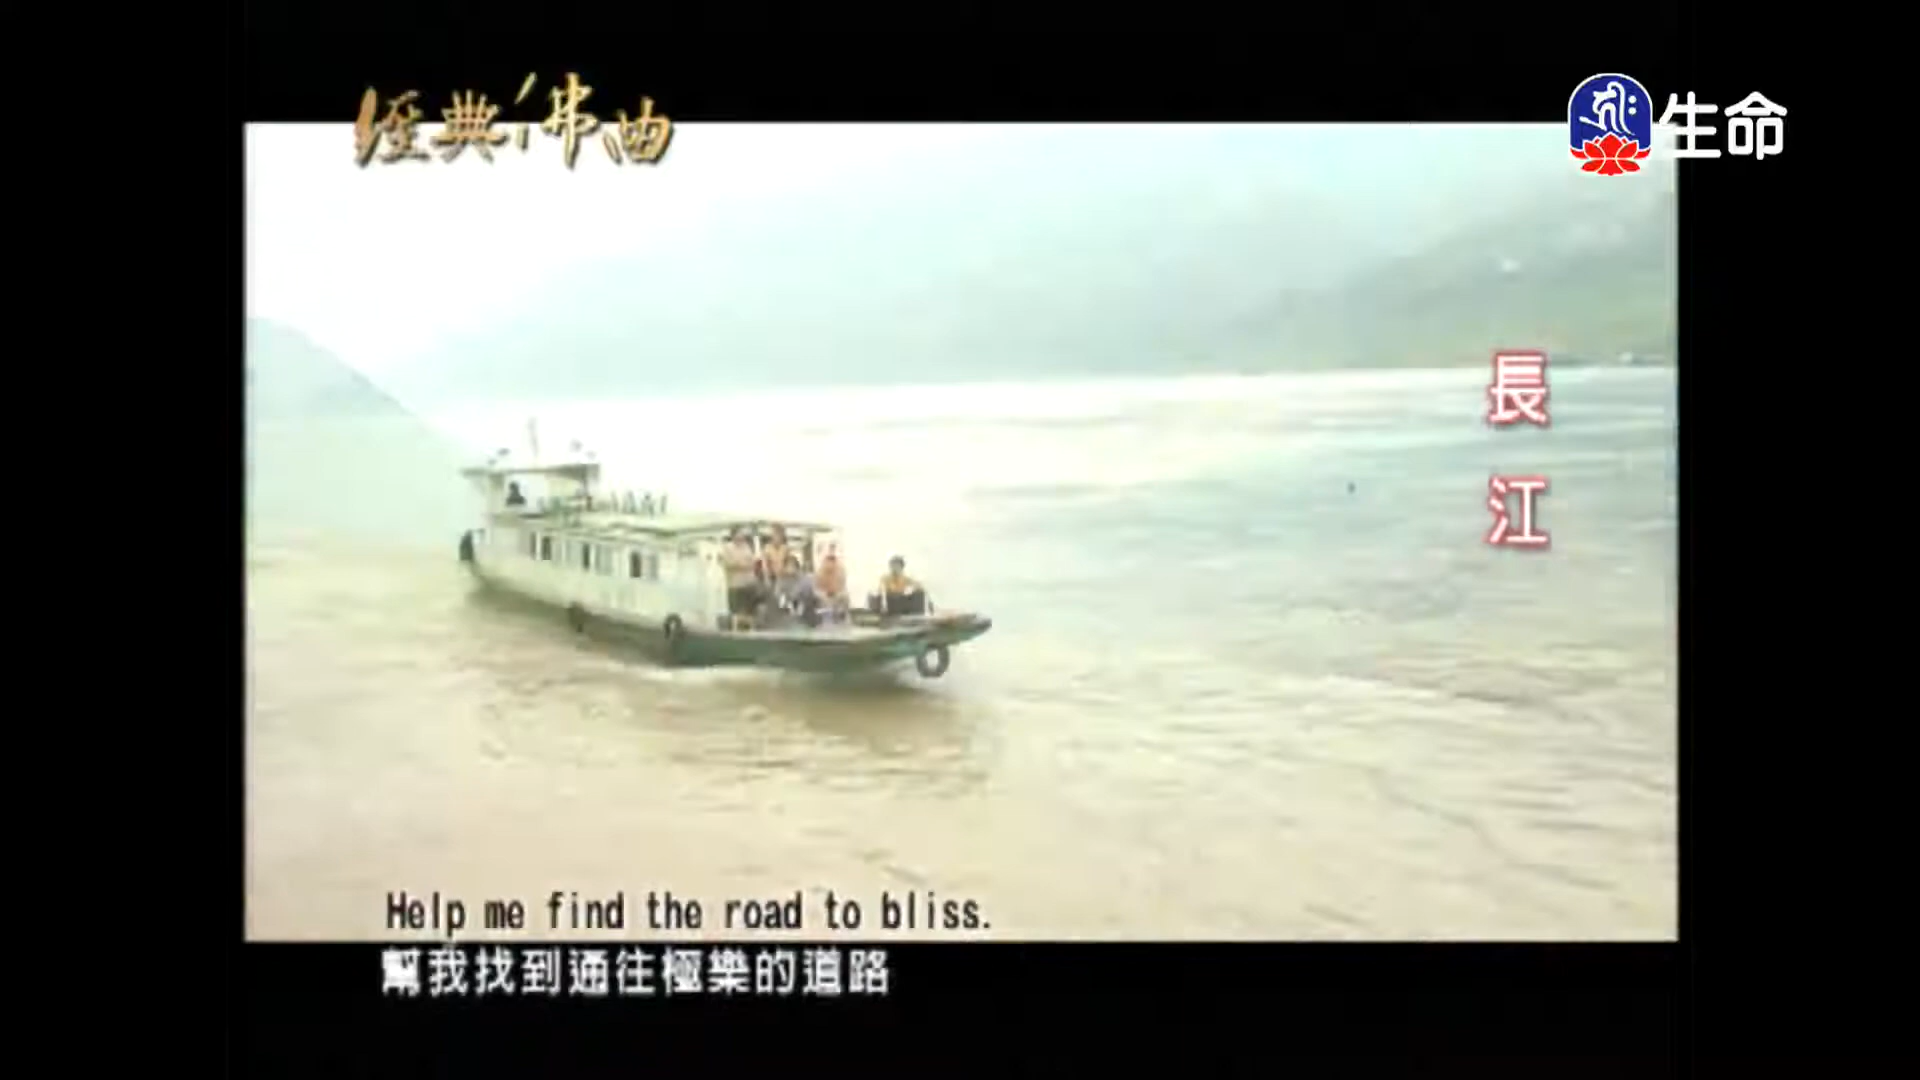 經典佛曲
生命
長江
Help me find the road to bliss.
幫我找到通往極樂的道路